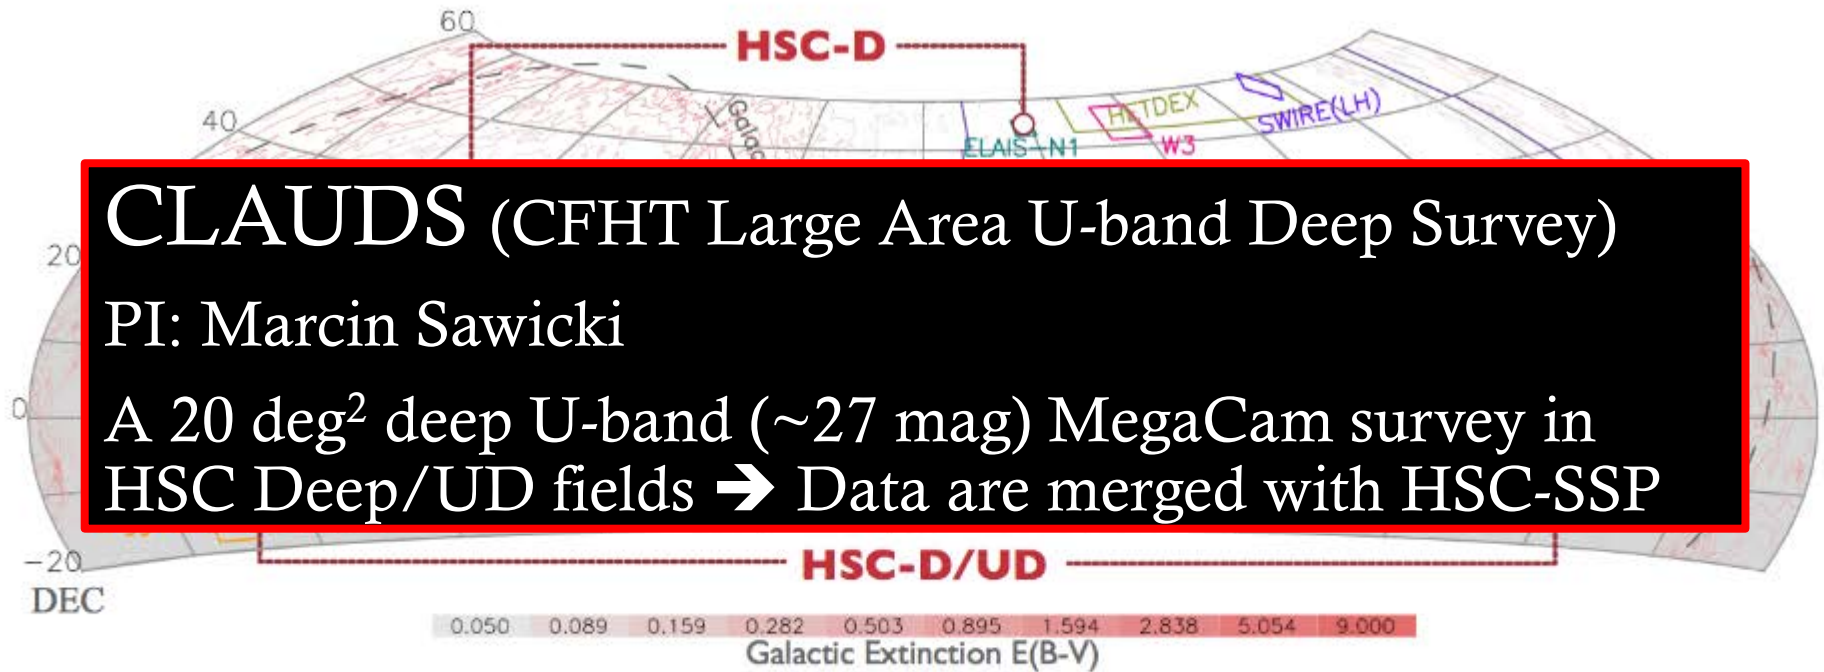 60
HSC-D
40
Galac
HETDEX
SWIRE(LH)
ELAIS-N1
W3
CLAUDS (CFHT Large Area U-band Deep Survey)
20
PI: Marcin Sawicki
0
A 20 deg² deep U-band (~27 mag) MegaCam survey in
HSC Deep/UD fields ➔ Data are merged with HSC-SSP
-20
HSC-D/UD
DEC
0.050 0.089 0.159 0.282 0.503 0.895 1.594 2.838 5.054 9.000
Galactic Extinction E(B-V)